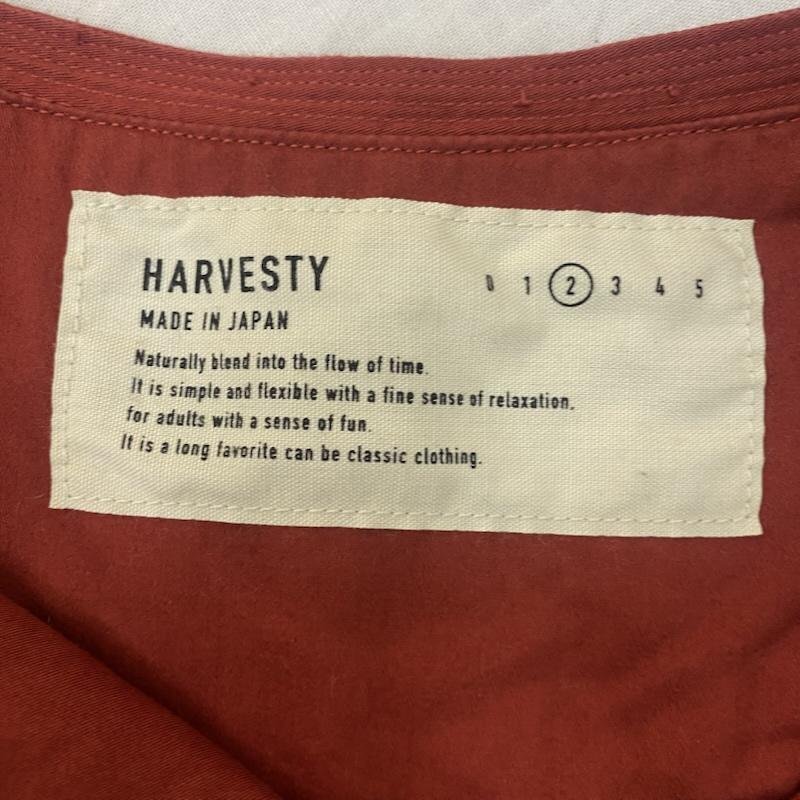 HARVESTY 0 1 2 3 4 5
MADE IN JAPAN
Naturally blend into the flow of time.
It is simple and flexible with a fine sense of relaxation.
for adults with a sense of fun.
It is a long favorite can be classic clothing.